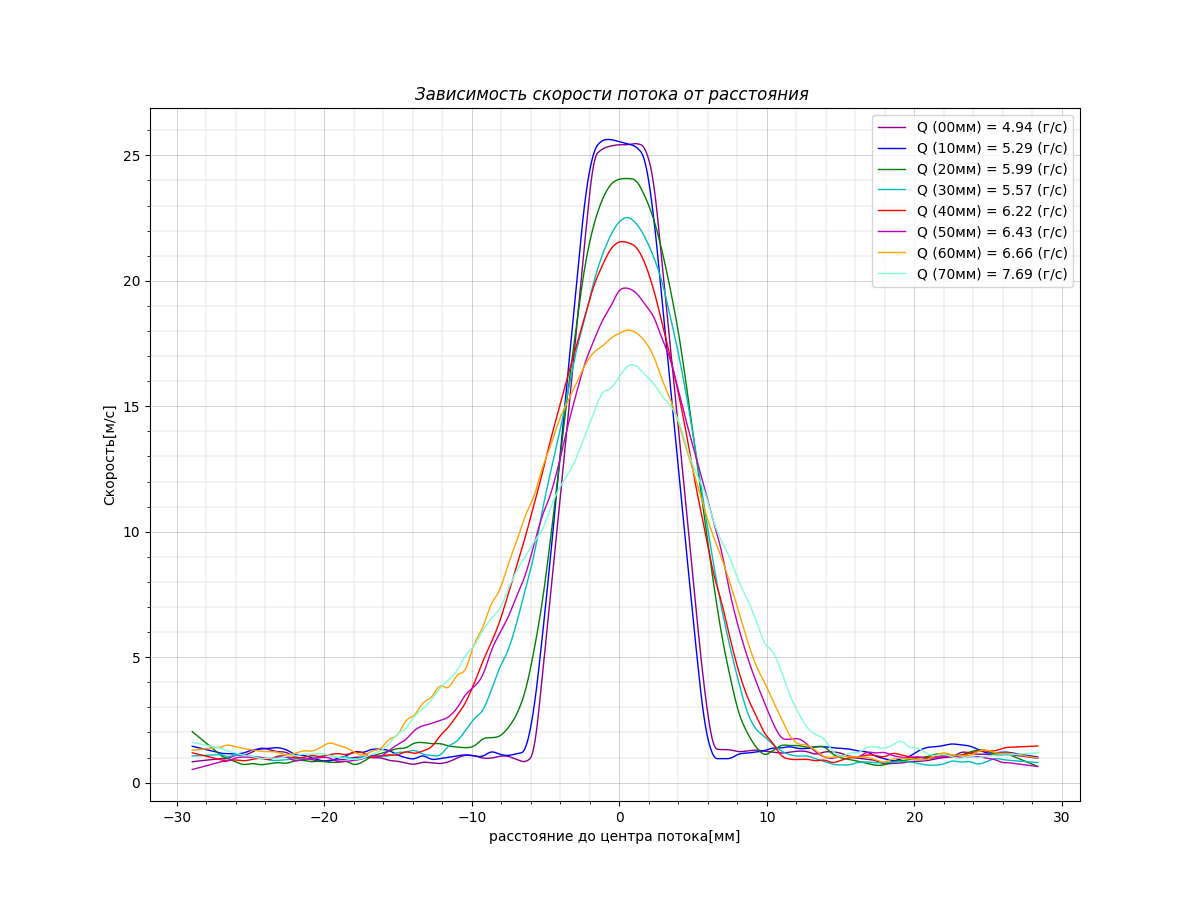 Зависимость скорости потока от расстояния
Q (00мм) = 4.94 (г/с)
Q (10мм) = 5.29 (г/с)
Q (20мм) = 5.99 (г/с)
Q (30мм) = 5.57 (г/с)
Q (40мм) = 6.22 (г/с)
Q (50мм) = 6.43 (г/с)
Q (60мм) = 6.66 (г/с)
Q (70мм) = 7.69 (г/с)
Скорость[м/с]
25
20
15
10
5
0
−30 −20 −10 0 10 20 30
расстояние до центра потока[мм]